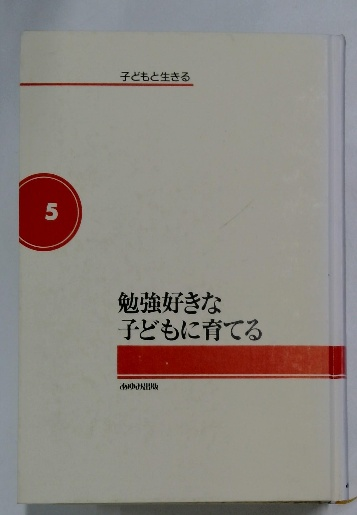 子どもと生きる
5
勉強好きな
子どもに育てる
あゆみ出版